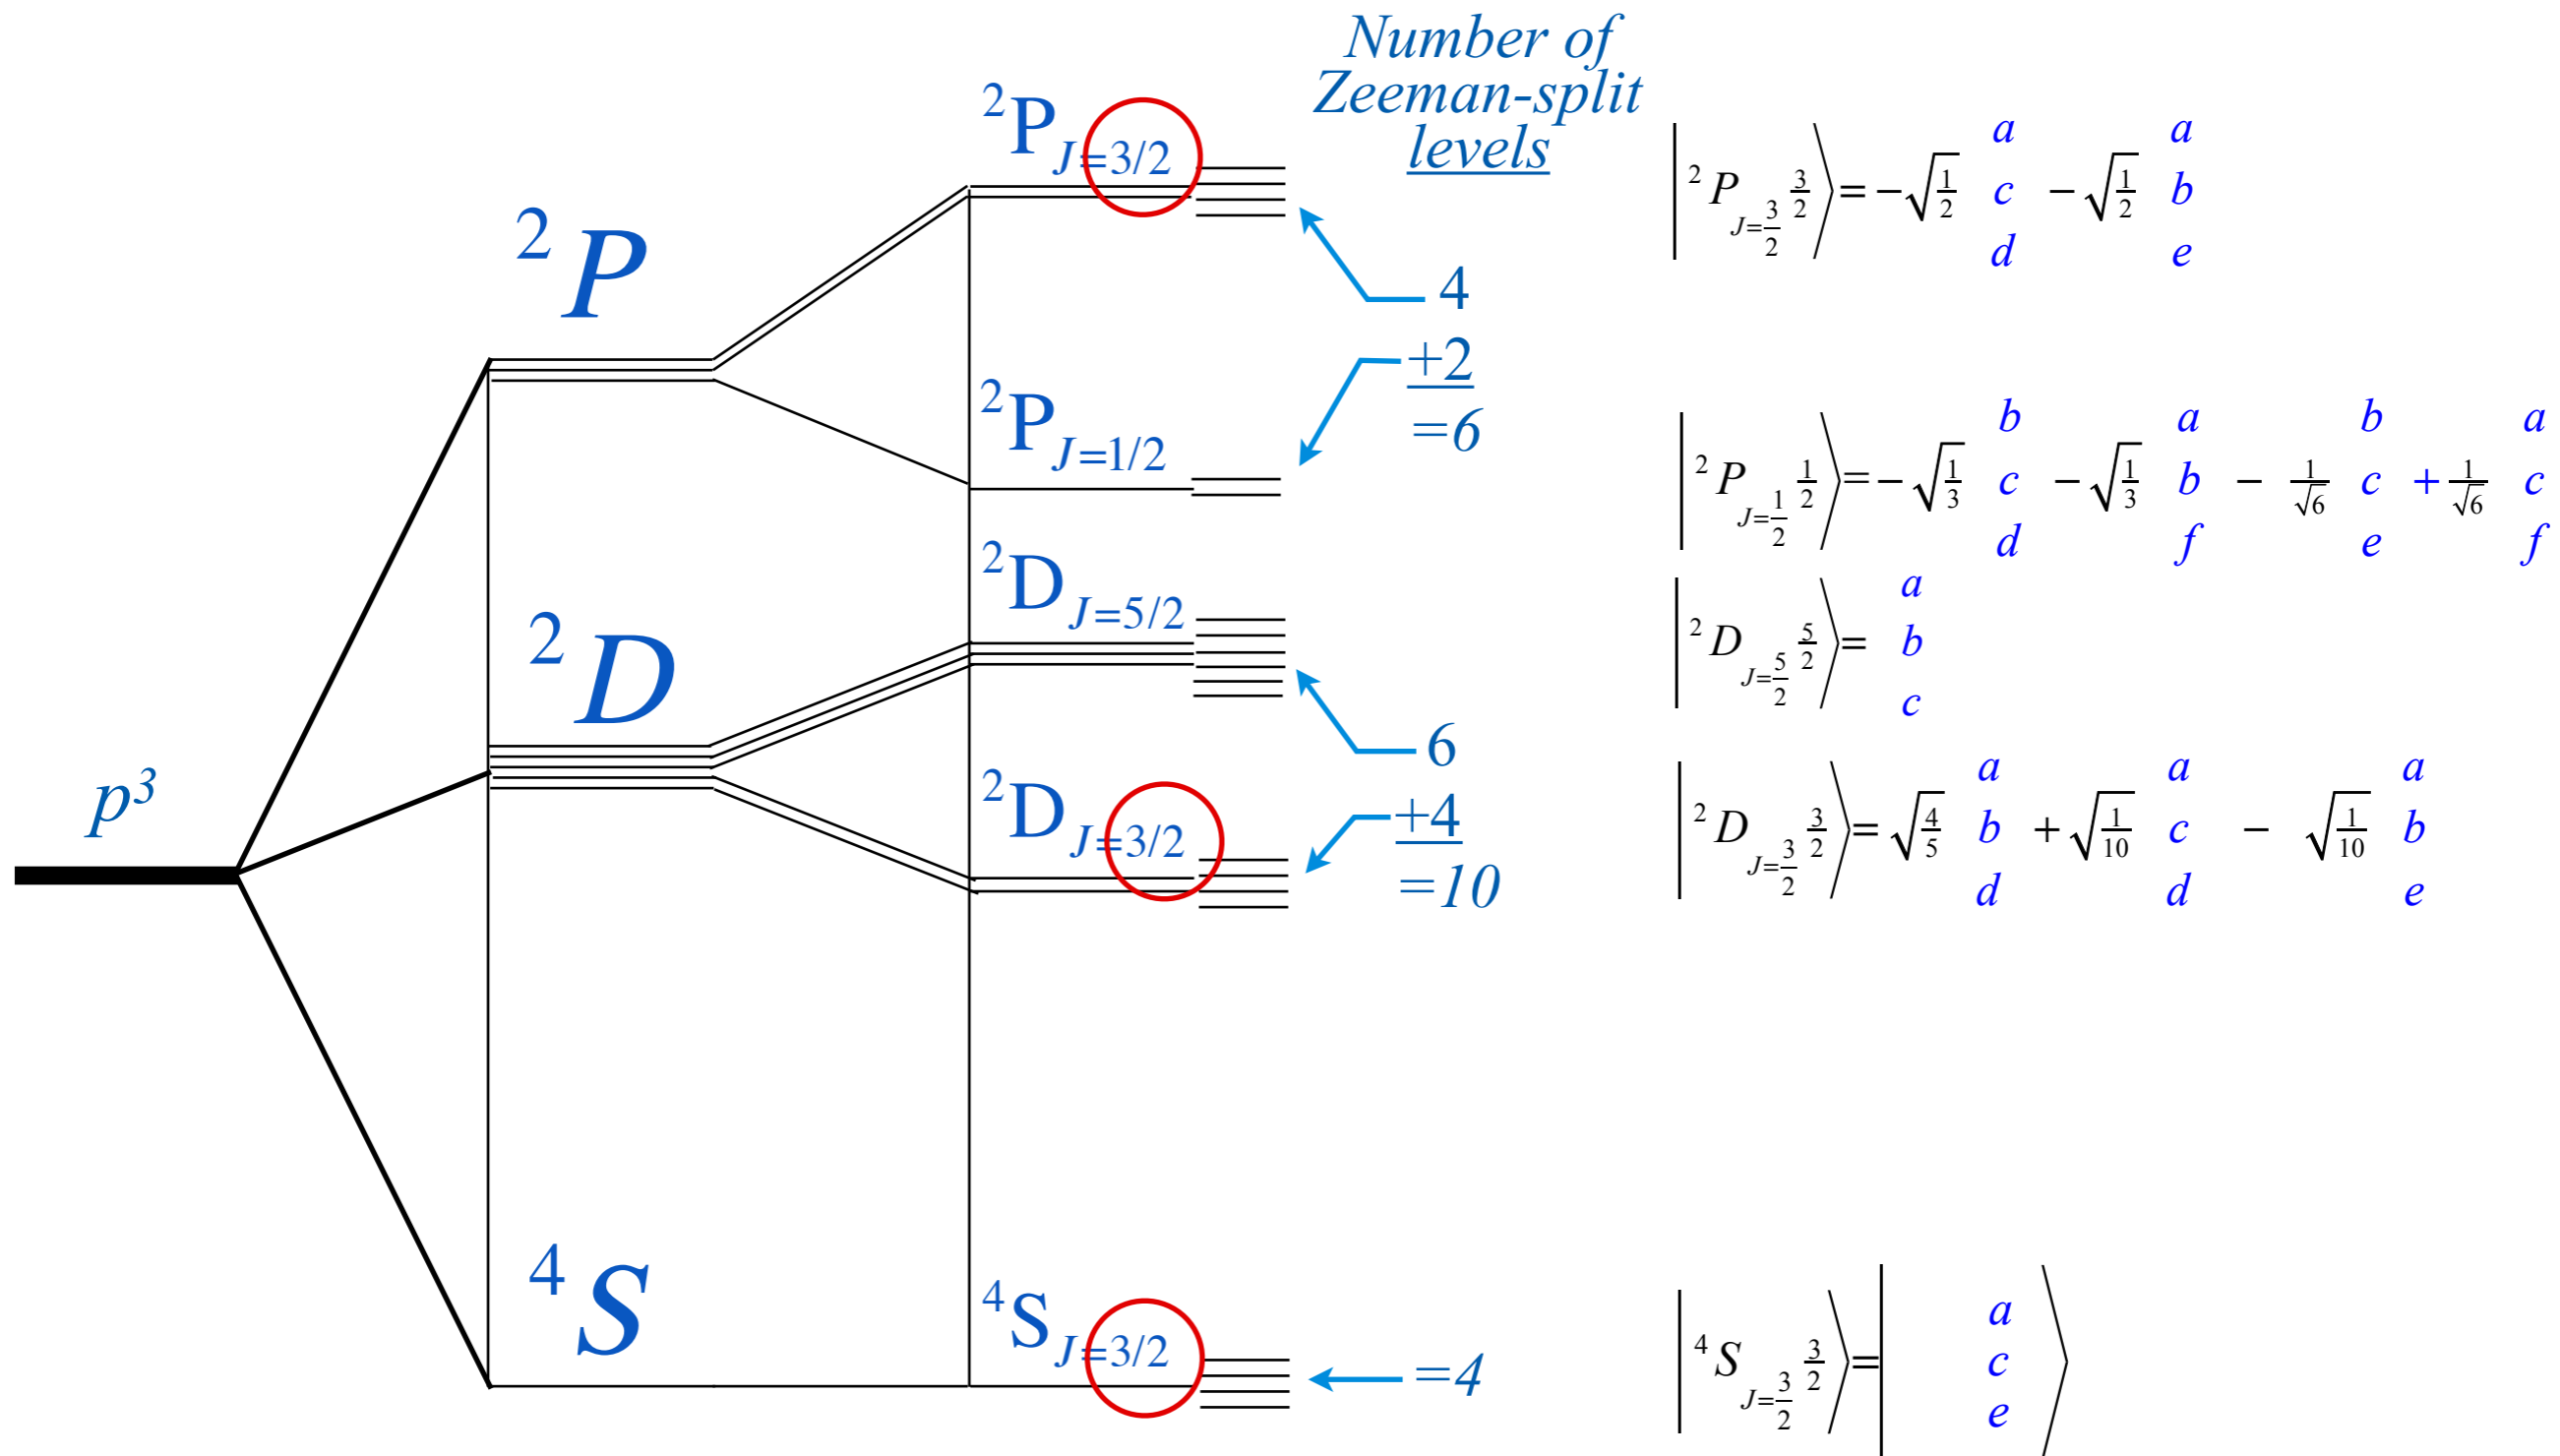 Number of
Zeeman-split
levels
²P_{J=3/2}
|²P_{J=3/2} 3/2⟩ = −√(1/2) a c d −√(1/2) a b e
²P
4
+2
=6
²P_{J=1/2}
|²P_{J=1/2} 1/2⟩ = −√(1/3) b c d −√(1/3) a b f − 1/√6 b c e + 1/√6 a c f
²D_{J=5/2}
|²D_{J=5/2} 5/2⟩ = a b c
²D
6
+4
=10
p³
²D_{J=3/2}
|²D_{J=3/2} 3/2⟩ = √(4/5) a b d + √(1/10) a c d − √(1/10) a b e
⁴S
⁴S_{J=3/2}
=4
|⁴S_{J=3/2} 3/2⟩ = | a c e ⟩